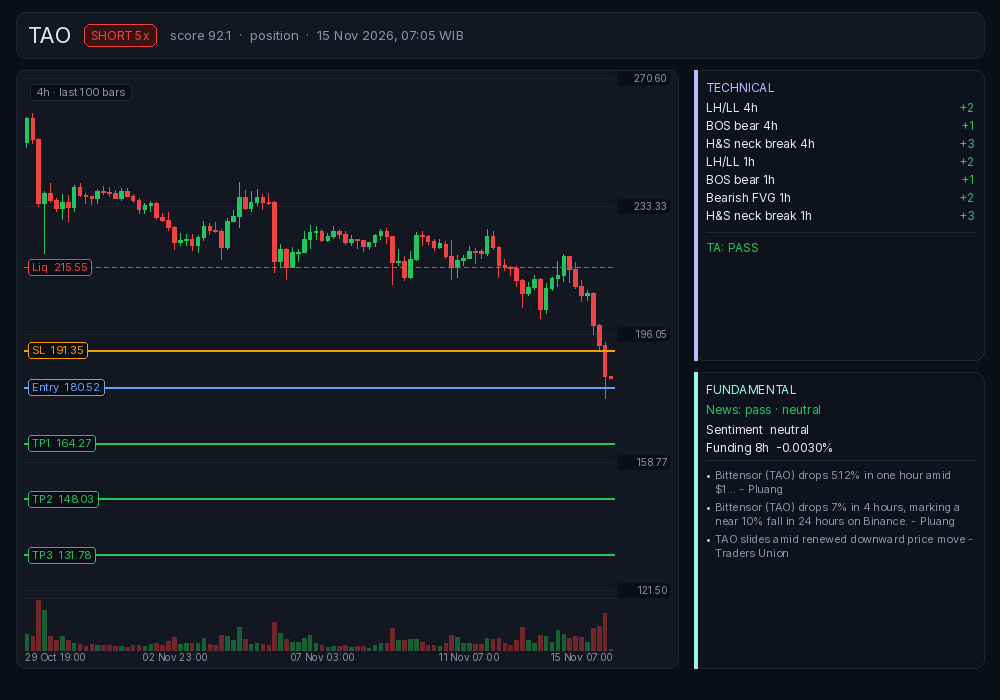 TAO SHORT 5x score 92.1 · position · 15 Nov 2026, 07:05 WIB
4h · last 100 bars
270.60
233.33
Liq 215.55
196.05
SL 191.35
Entry 180.52
TP1 164.27
158.77
TP2 148.03
TP3 131.78
121.50
29 Oct 19:00 02 Nov 23:00 07 Nov 03:00 11 Nov 07:00 15 Nov 07:00
TECHNICAL
LH/LL 4h +2
BOS bear 4h +1
H&S neck break 4h +3
LH/LL 1h +2
BOS bear 1h +1
Bearish FVG 1h +2
H&S neck break 1h +3
TA: PASS
FUNDAMENTAL
News: pass · neutral
Sentiment neutral
Funding 8h -0.0030%
• Bittensor (TAO) drops 5.12% in one hour amid
$1... - Pluang
• Bittensor (TAO) drops 7% in 4 hours, marking a
near 10% fall in 24 hours on Binance. - Pluang
• TAO slides amid renewed downward price move -
Traders Union